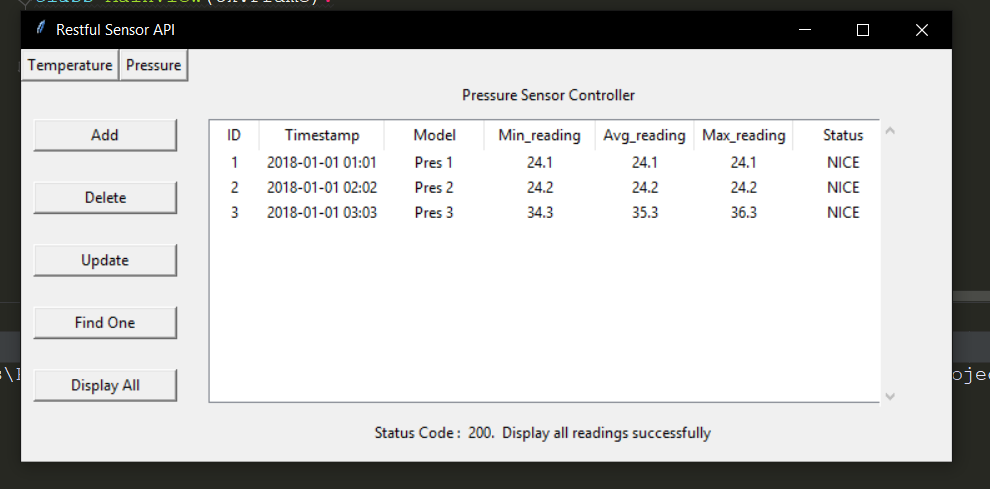 Restful Sensor API
Temperature Pressure
Pressure Sensor Controller
Add
Delete
Update
Find One
Display All
ID Timestamp Model Min_reading Avg_reading Max_reading Status
1 2018-01-01 01:01 Pres 1 24.1 24.1 24.1 NICE
2 2018-01-01 02:02 Pres 2 24.2 24.2 24.2 NICE
3 2018-01-01 03:03 Pres 3 34.3 35.3 36.3 NICE
Status Code : 200. Display all readings successfully